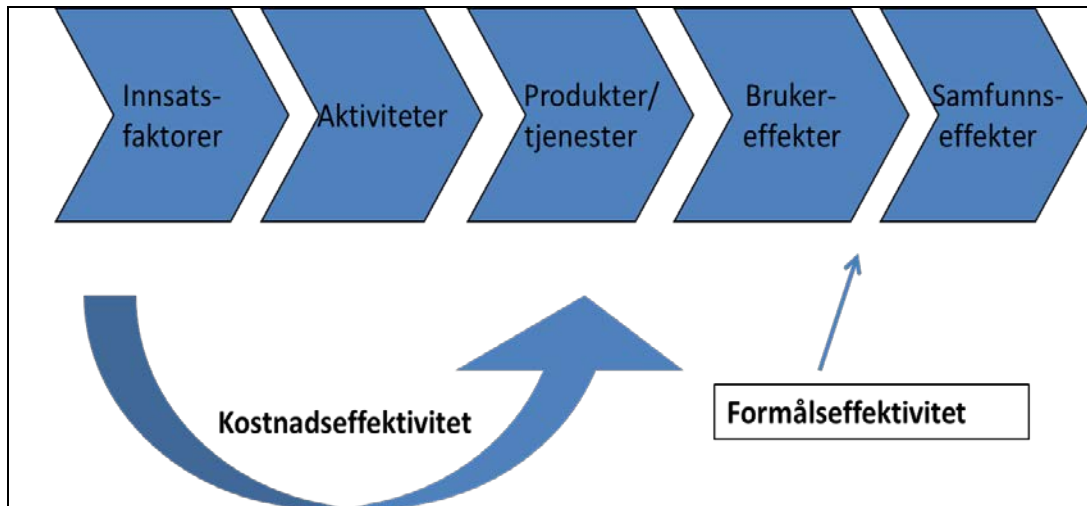 Innsats-
faktorer
Aktiviteter
Produkter/
tjenester
Bruker-
effekter
Samfunns-
effekter
Kostnadseffektivitet
Formålseffektivitet